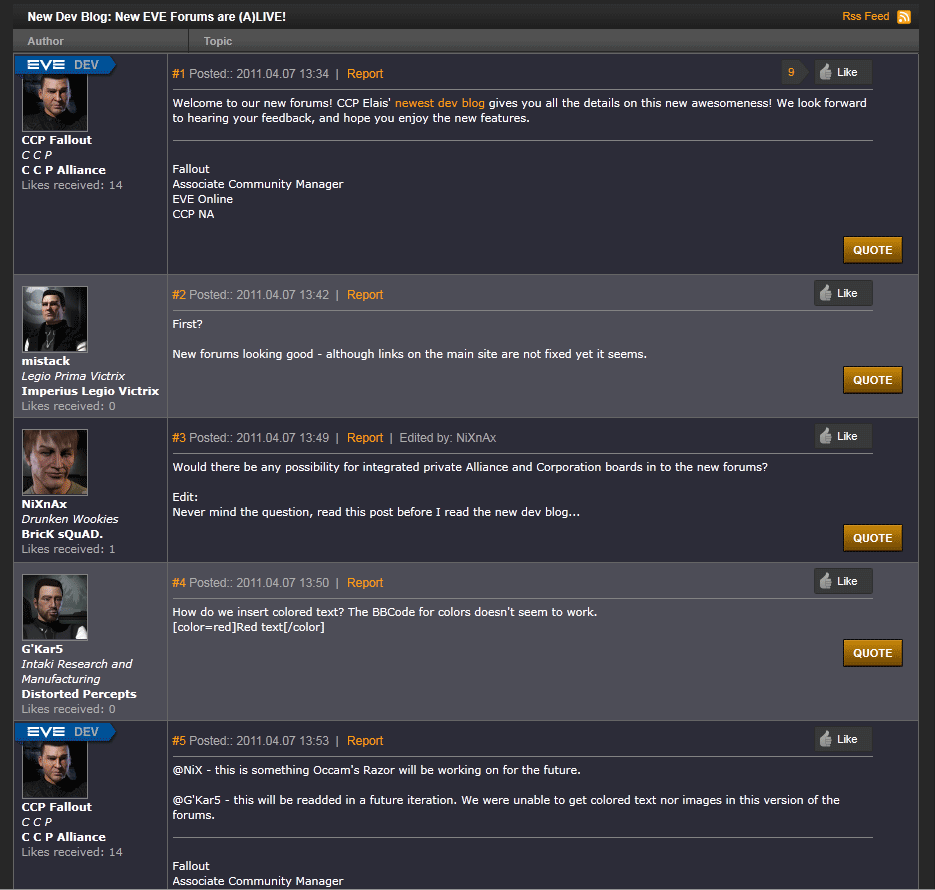 New Dev Blog: New EVE Forums are (A)LIVE!
Rss Feed
Author
Topic
EVE DEV
#1 Posted:: 2011.04.07 13:34 | Report
9
Like
CCP Fallout
C C P
C C P Alliance
Likes received: 14
Welcome to our new forums! CCP Elais' newest dev blog gives you all the details on this new awesomeness! We look forward
to hearing your feedback, and hope you enjoy the new features.
Fallout
Associate Community Manager
EVE Online
CCP NA
QUOTE
#2 Posted:: 2011.04.07 13:42 | Report
Like
mistack
Legio Prima Victrix
Imperius Legio Victrix
Likes received: 0
First?
New forums looking good - although links on the main site are not fixed yet it seems.
QUOTE
#3 Posted:: 2011.04.07 13:49 | Report | Edited by: NiXnAx
Like
NiXnAx
Drunken Wookies
BricK sQuAD.
Likes received: 1
Would there be any possibility for integrated private Alliance and Corporation boards in to the new forums?
Edit:
Never mind the question, read this post before I read the new dev blog...
QUOTE
#4 Posted:: 2011.04.07 13:50 | Report
Like
G'Kar5
Intaki Research and
Manufacturing
Distorted Percepts
Likes received: 0
How do we insert colored text? The BBCode for colors doesn't seem to work.
[color=red]Red text[/color]
QUOTE
EVE DEV
#5 Posted:: 2011.04.07 13:53 | Report
Like
CCP Fallout
C C P
C C P Alliance
Likes received: 14
@NiX - this is something Occam's Razor will be working on for the future.
@G'Kar5 - this will be readded in a future iteration. We were unable to get colored text nor images in this version of the
forums.
Fallout
Associate Community Manager